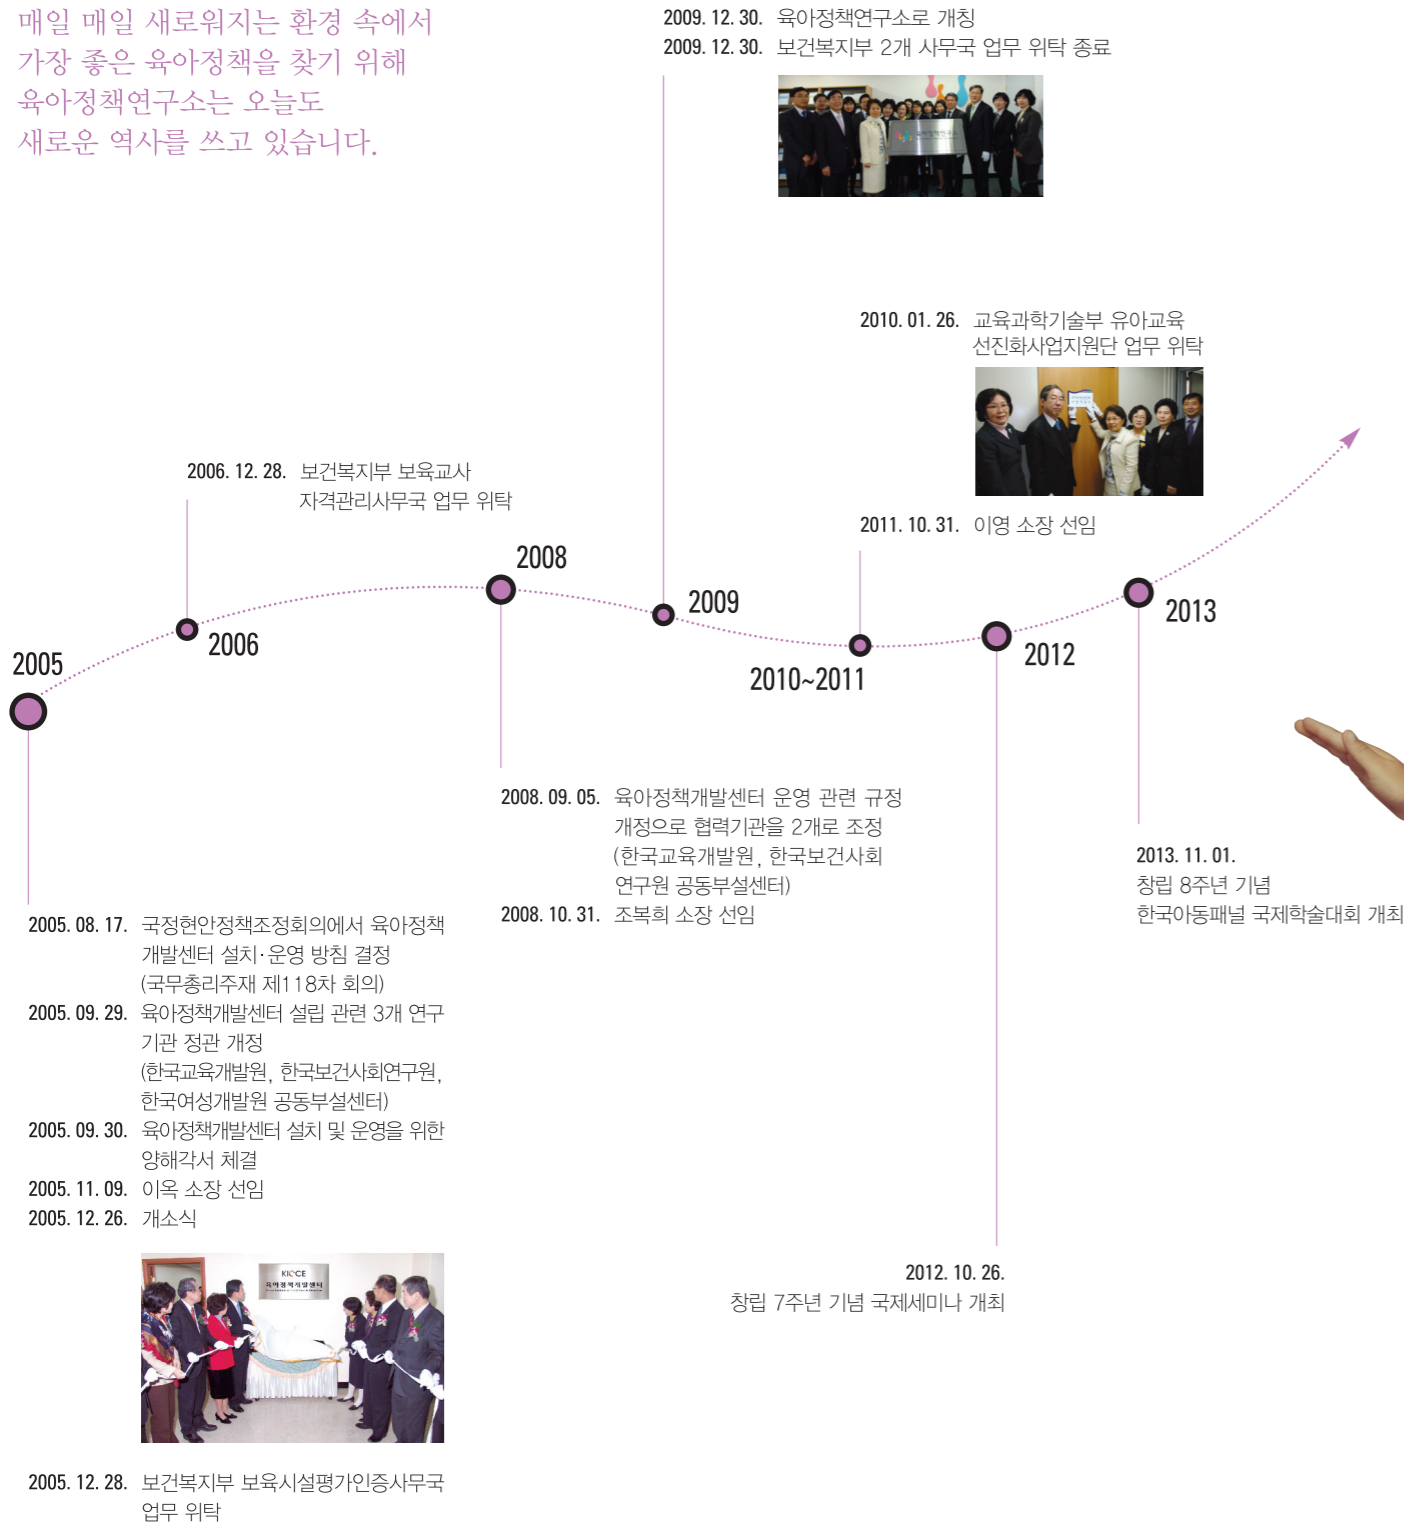 매일 매일 새로워지는 환경 속에서
가장 좋은 육아정책을 찾기 위해
육아정책연구소는 오늘도
새로운 역사를 쓰고 있습니다.
2009. 12. 30. 육아정책연구소로 개칭
2009. 12. 30. 보건복지부 2개 사무국 업무 위탁 종료
육아정책연구소
2010. 01. 26. 교육과학기술부 유아교육
선진화사업지원단 업무 위탁
2006. 12. 28. 보건복지부 보육교사
자격관리사무국 업무 위탁
2011. 10. 31. 이영 소장 선임
2005
2006
2008
2009
2010~2011
2012
2013
2008. 09. 05. 육아정책개발센터 운영 관련 규정
개정으로 협력기관을 2개로 조정
(한국교육개발원, 한국보건사회
연구원 공동부설센터)
2008. 10. 31. 조복희 소장 선임
2013. 11. 01.
창립 8주년 기념
한국아동패널 국제학술대회 개최
2005. 08. 17. 국정현안정책조정회의에서 육아정책
개발센터 설치·운영 방침 결정
(국무총리주재 제118차 회의)
2005. 09. 29. 육아정책개발센터 설립 관련 3개 연구
기관 정관 개정
(한국교육개발원, 한국보건사회연구원,
한국여성개발원 공동부설센터)
2005. 09. 30. 육아정책개발센터 설치 및 운영을 위한
양해각서 체결
2005. 11. 09. 이옥 소장 선임
2005. 12. 26. 개소식
KICCE
육아정책개발센터
2012. 10. 26.
창립 7주년 기념 국제세미나 개최
2005. 12. 28. 보건복지부 보육시설평가인증사무국
업무 위탁